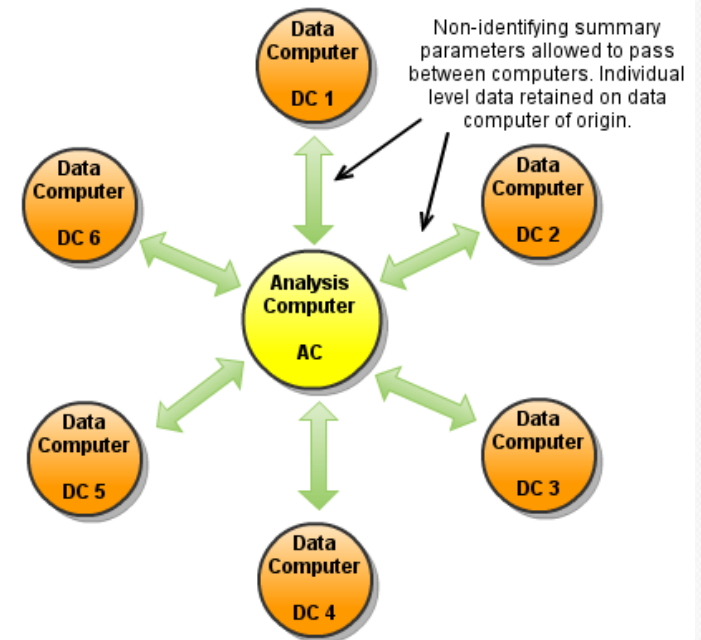 Data
Computer
DC 1
Non-identifying summary
parameters allowed to pass
between computers. Individual
level data retained on data
computer of origin.
Data
Computer
DC 6
Data
Computer
DC 2
Analysis
Computer
AC
Data
Computer
DC 5
Data
Computer
DC 3
Data
Computer
DC 4